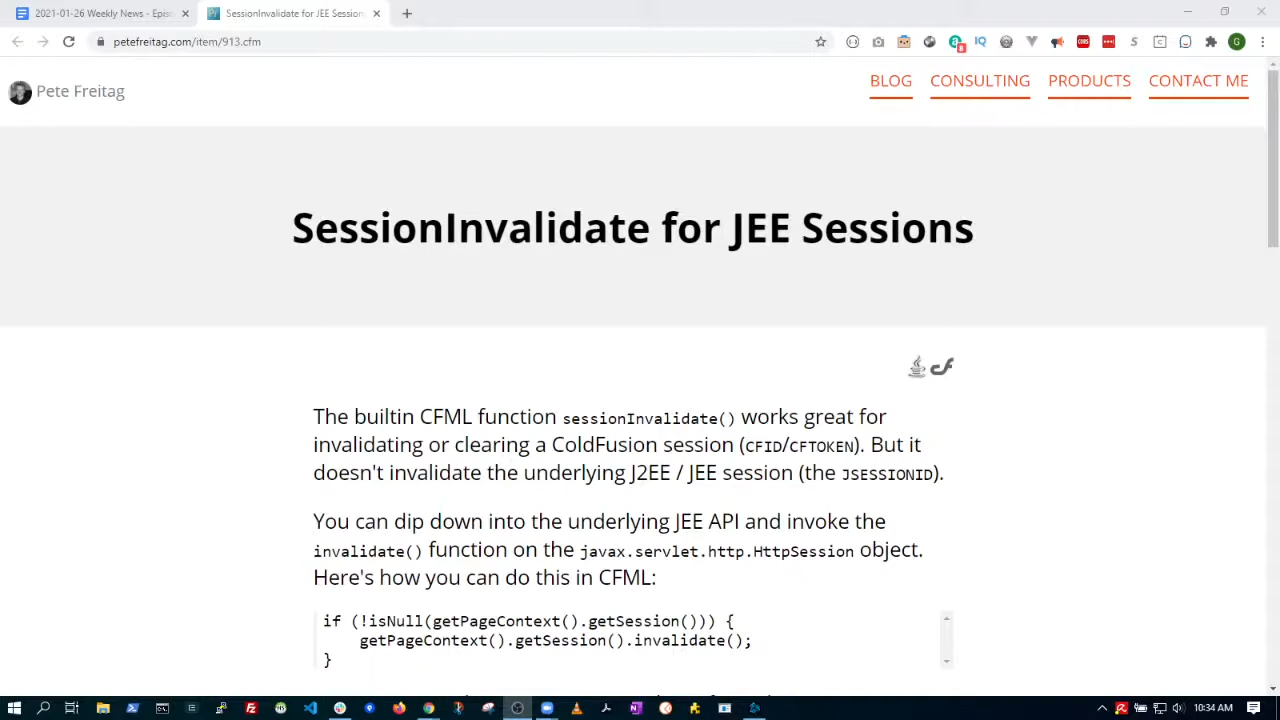 2021-01-26 Weekly News - Episo
SessionInvalidate for JEE Session
petefreitag.com/item/913.cfm
Pete Freitag
BLOG CONSULTING PRODUCTS CONTACT ME
SessionInvalidate for JEE Sessions
The builtin CFML function sessionInvalidate() works great for
invalidating or clearing a ColdFusion session (CFID/CFTOKEN). But it
doesn't invalidate the underlying J2EE / JEE session (the JSESSIONID).
You can dip down into the underlying JEE API and invoke the
invalidate() function on the javax.servlet.http.HttpSession object.
Here's how you can do this in CFML:
if (!isNull(getPageContext().getSession())) {
getPageContext().getSession().invalidate();
}
10:34 AM